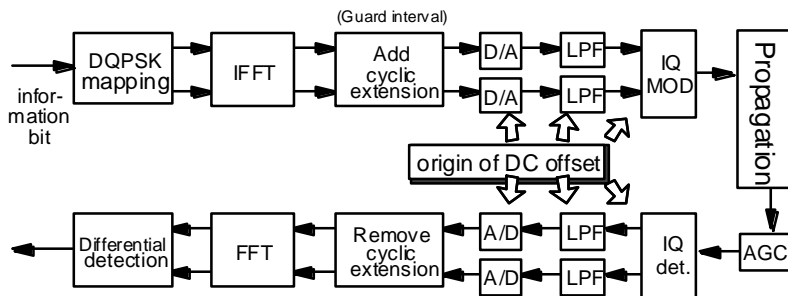 (Guard interval)
DQPSK
mapping
IFFT
Add
cyclic
extension
D/A
LPF
D/A
LPF
IQ
MOD
Propagation
infor-
mation
bit
origin of DC offset
Differential
detection
FFT
Remove
cyclic
extension
A/D
LPF
A/D
LPF
IQ
det.
AGC